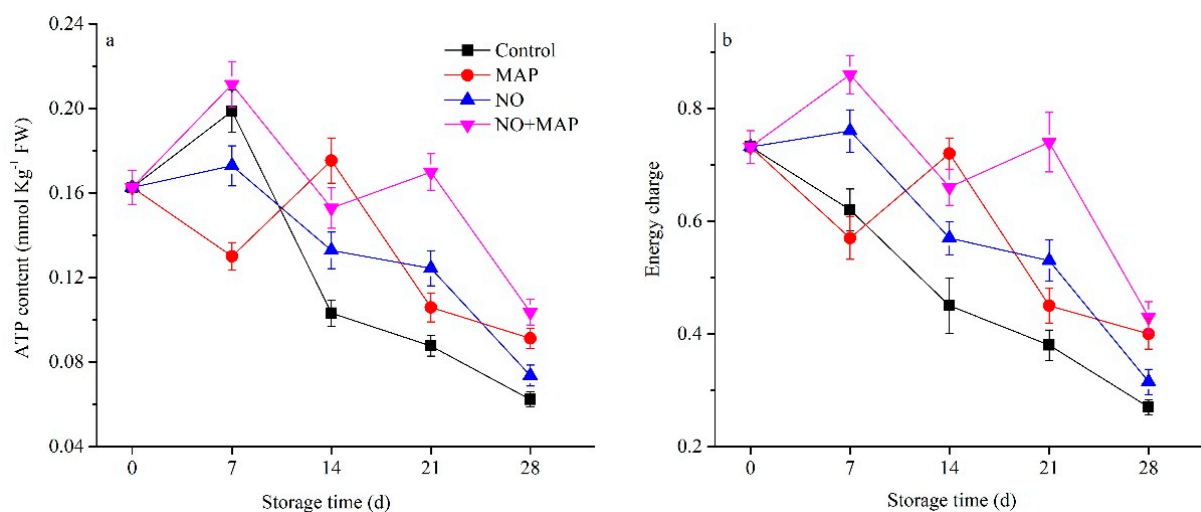 a
Control
MAP
NO
NO+MAP
0.24
0.20
0.16
0.12
0.08
0.04
ATP content (mmol Kg⁻¹ FW)
0
7
14
21
28
Storage time (d)
b
0.8
0.6
0.4
0.2
Energy charge
0
7
14
21
28
Storage time (d)